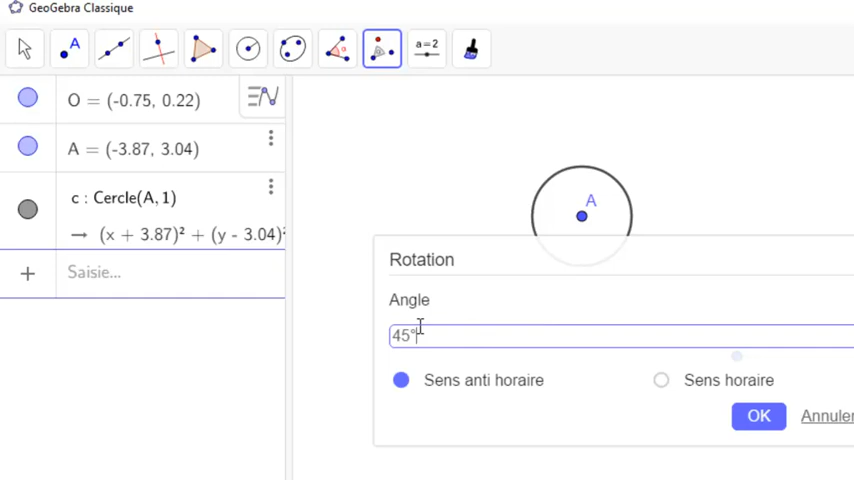 GeoGebra Classique
A
α
a=2
O = (-0.75, 0.22)
A = (-3.87, 3.04)
c : Cercle(A, 1)
→ (x + 3.87)² + (y - 3.04)²
+ Saisie...
A
Rotation
Angle
45°
Sens anti horaire
Sens horaire
OK
Annuler